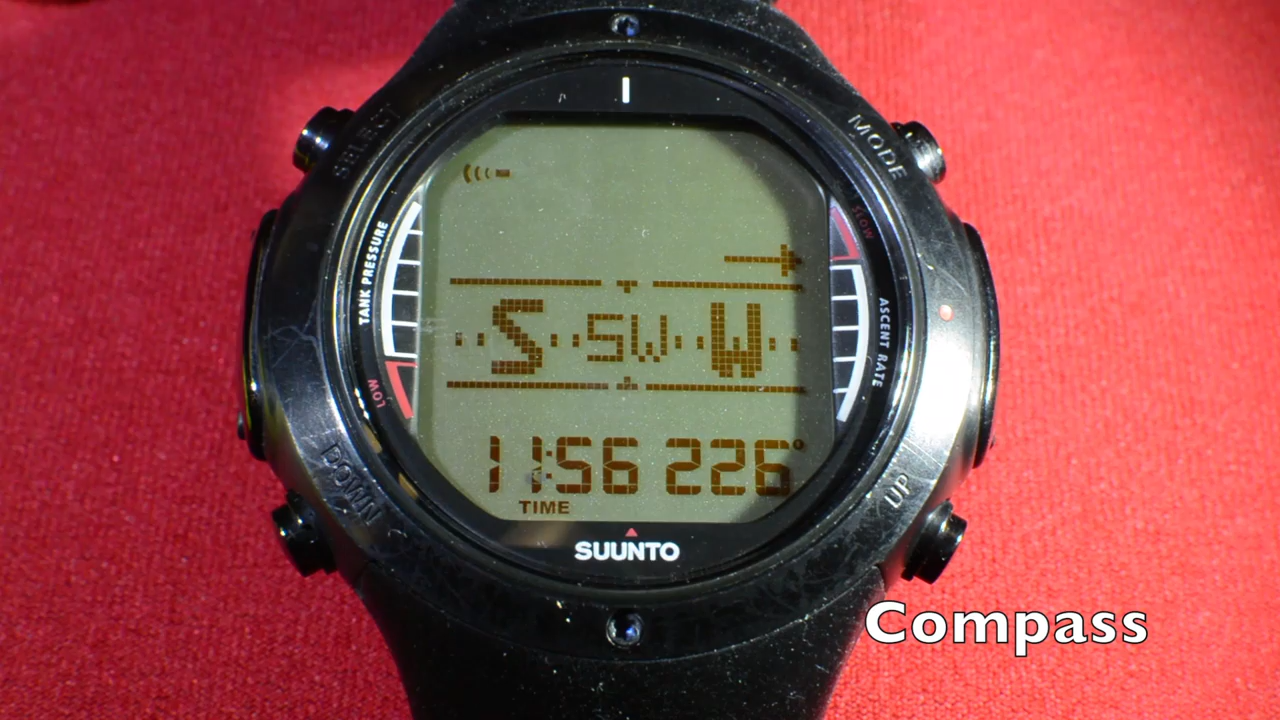 SELECT
MODE
TANK PRESSURE
LOW
SLOW
ASCENT RATE
S SW W
11:56 226°
TIME
DOWN
UP
SUUNTO
Compass